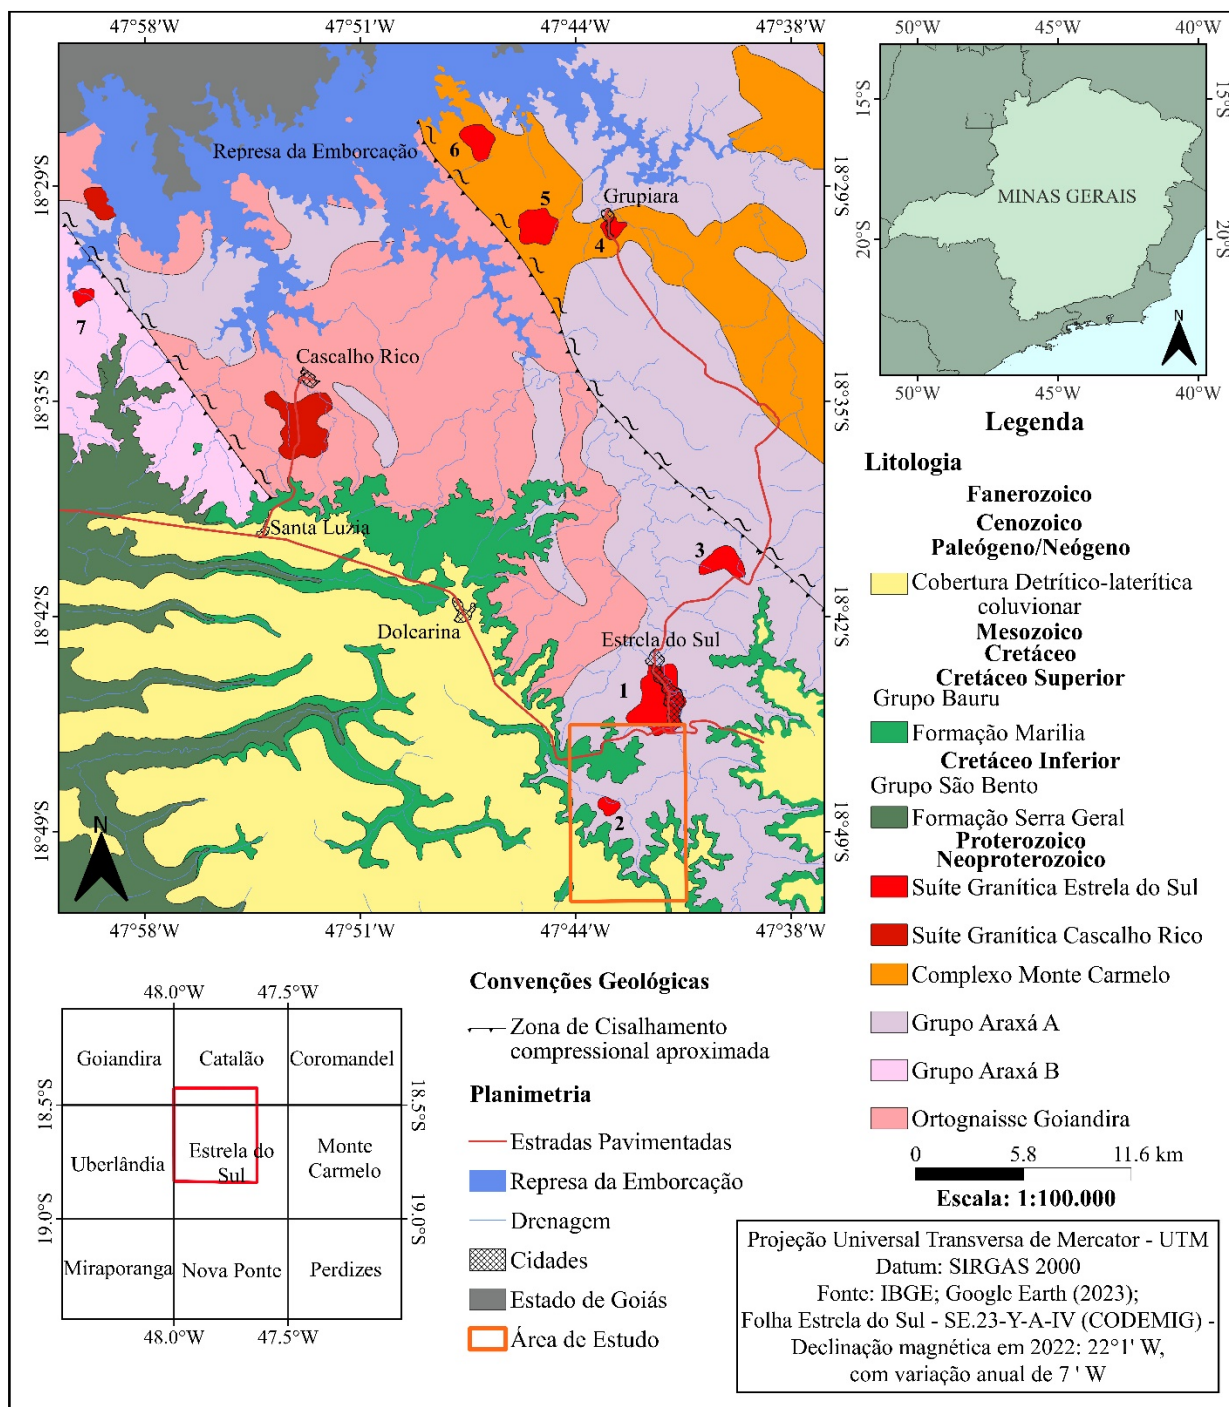 47°58'W
47°51'W
47°44'W
47°38'W
18°29'S
18°35'S
18°42'S
18°49'S
18°29'S
18°35'S
18°42'S
18°49'S
47°58'W
47°51'W
47°44'W
47°38'W
Represa da Emborcação
6
5
Grupiara
4
7
Cascalho Rico
Santa Luzia
3
Dolcarina
Estrela do Sul
1
2
N
50°W
45°W
40°W
15°S
20°S
15°S
20°S
50°W
45°W
40°W
MINAS GERAIS
N
Legenda
Litologia
Fanerozoico
Cenozoico
Paleógeno/Neógeno
Cobertura Detrítico-laterítica
coluvionar
Mesozoico
Cretáceo
Cretáceo Superior
Grupo Bauru
Formação Marilia
Cretáceo Inferior
Grupo São Bento
Formação Serra Geral
Proterozoico
Neoproterozoico
Suíte Granítica Estrela do Sul
Suíte Granítica Cascalho Rico
Complexo Monte Carmelo
Grupo Araxá A
Grupo Araxá B
Ortognaisse Goiandira
0 5.8 11.6 km
Escala: 1:100.000
48.0°W 47.5°W
18.5°S
19.0°S
18.5°S
19.0°S
48.0°W 47.5°W
Goiandira
Catalão
Coromandel
Uberlândia
Estrela do
Sul
Monte
Carmelo
Miraporanga
Nova Ponte
Perdizes
Convenções Geológicas
Zona de Cisalhamento
compressional aproximada
Planimetria
Estradas Pavimentadas
Represa da Emborcação
Drenagem
Cidades
Estado de Goiás
Área de Estudo
Projeção Universal Transversa de Mercator - UTM
Datum: SIRGAS 2000
Fonte: IBGE; Google Earth (2023);
Folha Estrela do Sul - SE.23-Y-A-IV (CODEMIG) -
Declinação magnética em 2022: 22°1' W,
com variação anual de 7 ' W